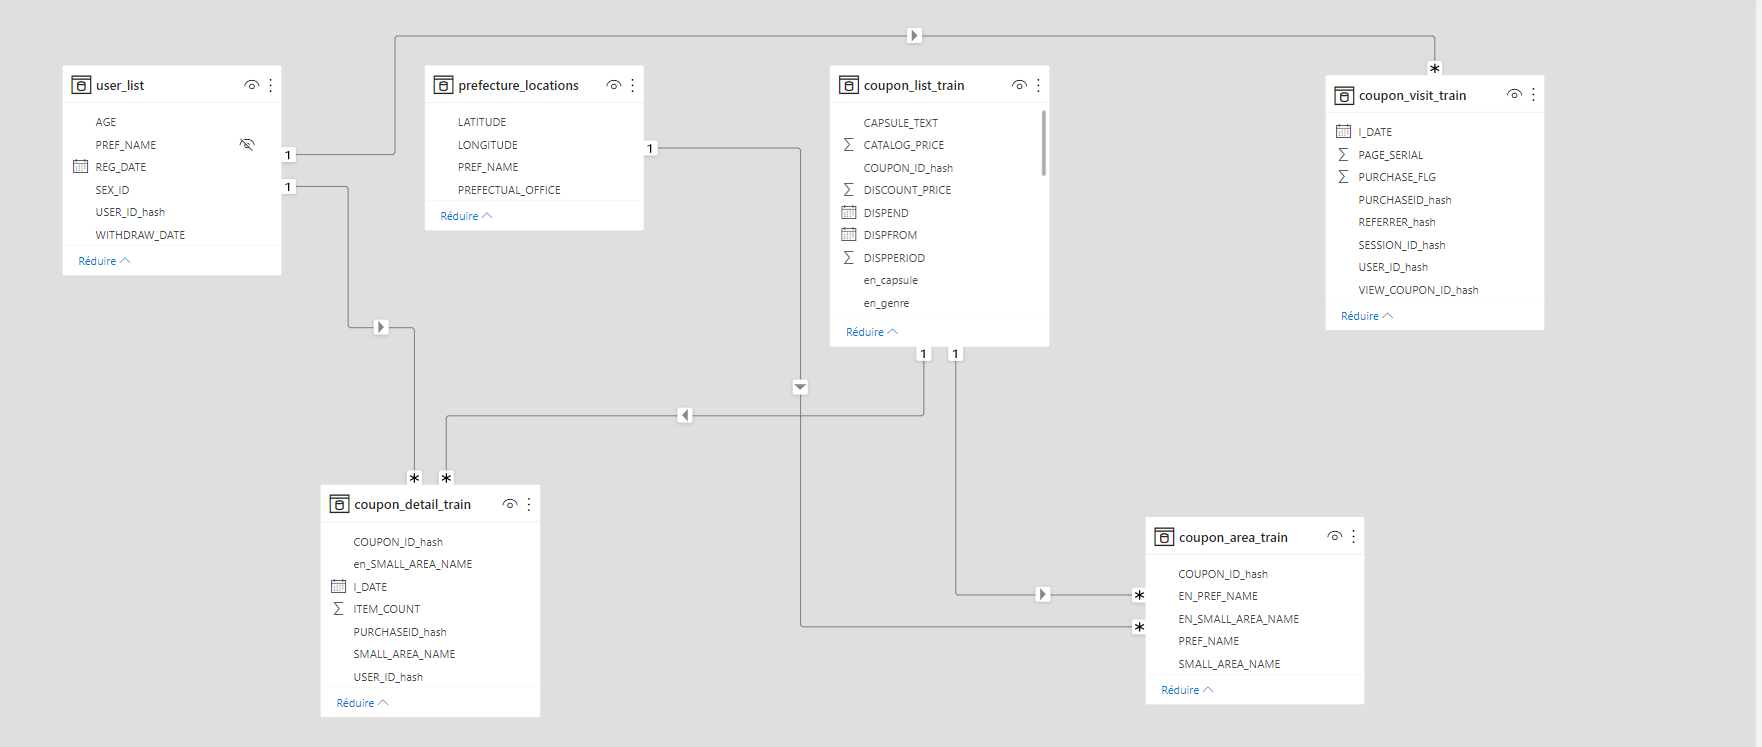 user_list
AGE
PREF_NAME
REG_DATE
SEX_ID
USER_ID_hash
WITHDRAW_DATE
Réduire
1
1
prefecture_locations
LATITUDE
LONGITUDE
PREF_NAME
PREFECTUAL_OFFICE
Réduire
1
coupon_list_train
CAPSULE_TEXT
CATALOG_PRICE
COUPON_ID_hash
DISCOUNT_PRICE
DISPEND
DISPFROM
DISPPERIOD
en_capsule
en_genre
Réduire
1
1
*
coupon_visit_train
I_DATE
PAGE_SERIAL
PURCHASE_FLG
PURCHASEID_hash
REFERRER_hash
SESSION_ID_hash
USER_ID_hash
VIEW_COUPON_ID_hash
Réduire
*
*
coupon_detail_train
COUPON_ID_hash
en_SMALL_AREA_NAME
I_DATE
ITEM_COUNT
PURCHASEID_hash
SMALL_AREA_NAME
USER_ID_hash
Réduire
*
*
coupon_area_train
COUPON_ID_hash
EN_PREF_NAME
EN_SMALL_AREA_NAME
PREF_NAME
SMALL_AREA_NAME
Réduire